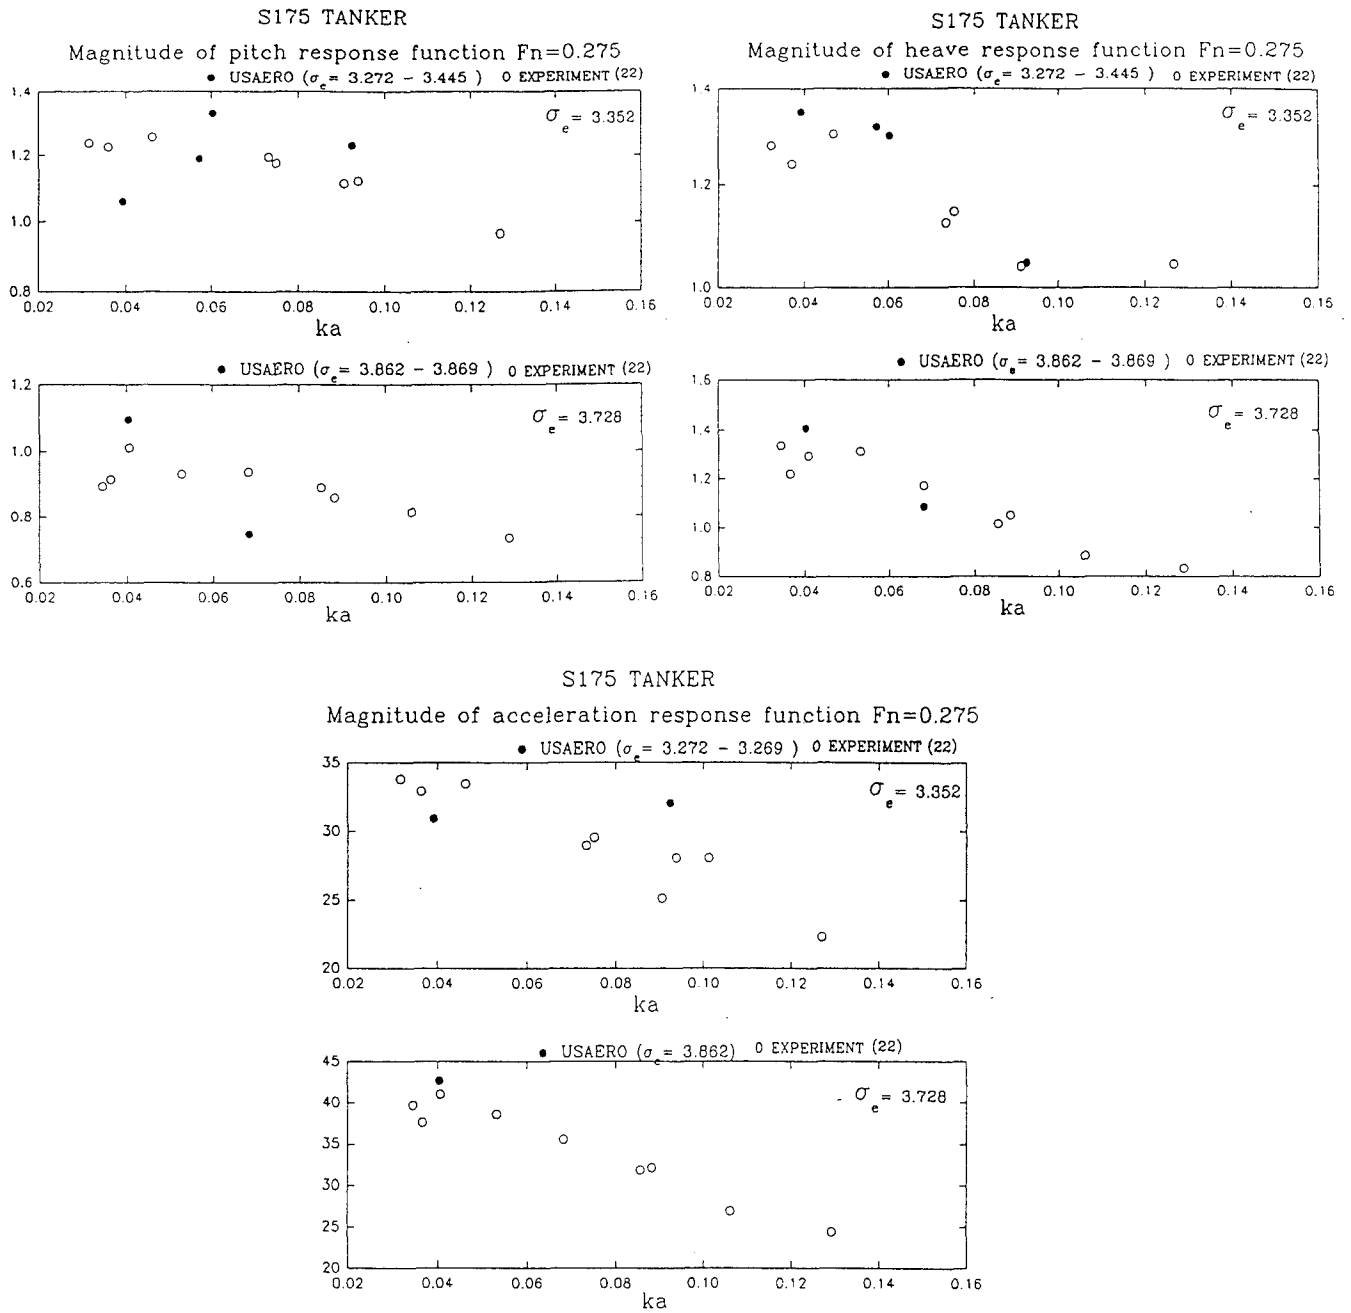 S175 TANKER
Magnitude of pitch response function Fn=0.275
● USAERO (σe= 3.272 - 3.445 ) O EXPERIMENT (22)
σe= 3.352
1.4
1.2
1.0
0.8
0.02 0.04 0.06 0.08 0.10 0.12 0.14 0.16
ka
● USAERO (σe= 3.862 - 3.869 ) O EXPERIMENT (22)
σe= 3.728
1.2
1.0
0.8
0.6
0.02 0.04 0.06 0.08 0.10 0.12 0.14 0.16
ka
S175 TANKER
Magnitude of heave response function Fn=0.275
● USAERO (σe= 3.272 - 3.445 ) O EXPERIMENT (22)
σe= 3.352
1.4
1.2
1.0
0.02 0.04 0.06 0.08 0.10 0.12 0.14 0.16
ka
● USAERO (σe= 3.862 - 3.869 ) O EXPERIMENT (22)
σe= 3.728
1.6
1.4
1.2
1.0
0.8
0.02 0.04 0.06 0.08 0.10 0.12 0.14 0.16
ka
S175 TANKER
Magnitude of acceleration response function Fn=0.275
● USAERO (σe= 3.272 - 3.269 ) O EXPERIMENT (22)
σe= 3.352
35
30
25
20
0.02 0.04 0.06 0.08 0.10 0.12 0.14 0.16
ka
● USAERO (σe= 3.862) O EXPERIMENT (22)
σe= 3.728
45
40
35
30
25
20
0.02 0.04 0.06 0.08 0.10 0.12 0.14 0.16
ka